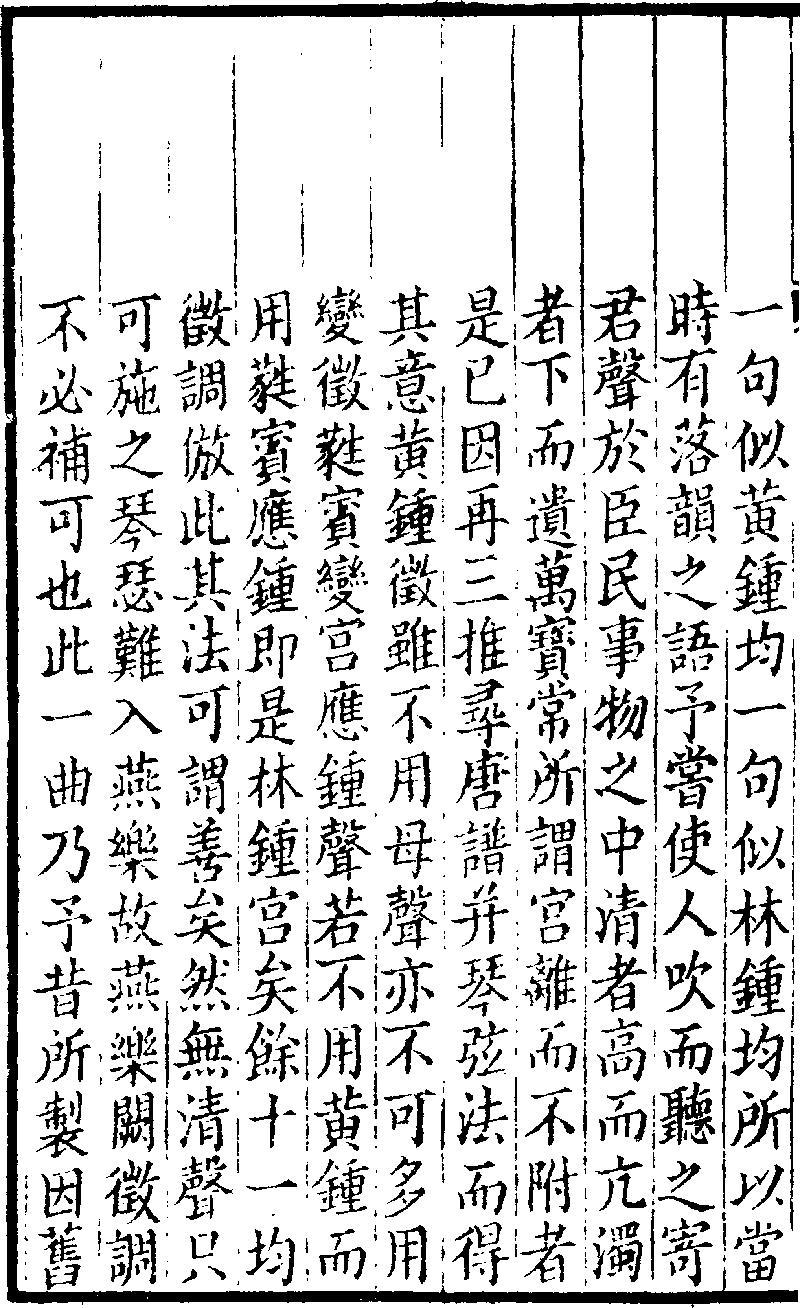 一句似黃鍾均一句似林鍾均所以當
時有落韻之語予嘗使人吹而聽之寄
君聲於臣民事物之中清者高而亢濁
者下而遺萬寶常所謂宫離而不附者
是已因再三推尋唐譜并琴弦法而得
其意黃鍾徵雖不用母聲亦不可多用
變徵蕤賓變宫應鍾聲若不用黃鍾而
用蕤賓應鍾即是林鍾宫矣餘十一均
徵調倣此其法可謂善矣然無清聲只
可施之琴瑟難入燕樂故燕樂闕徵調
不必補可也此一曲乃予昔所製因舊